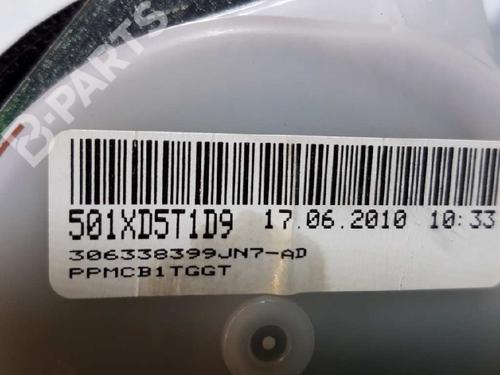 B-PARTS
501XD5T1D9 17.06.2010 10:33
306338399JN7-AD
PPMCB1TGGT